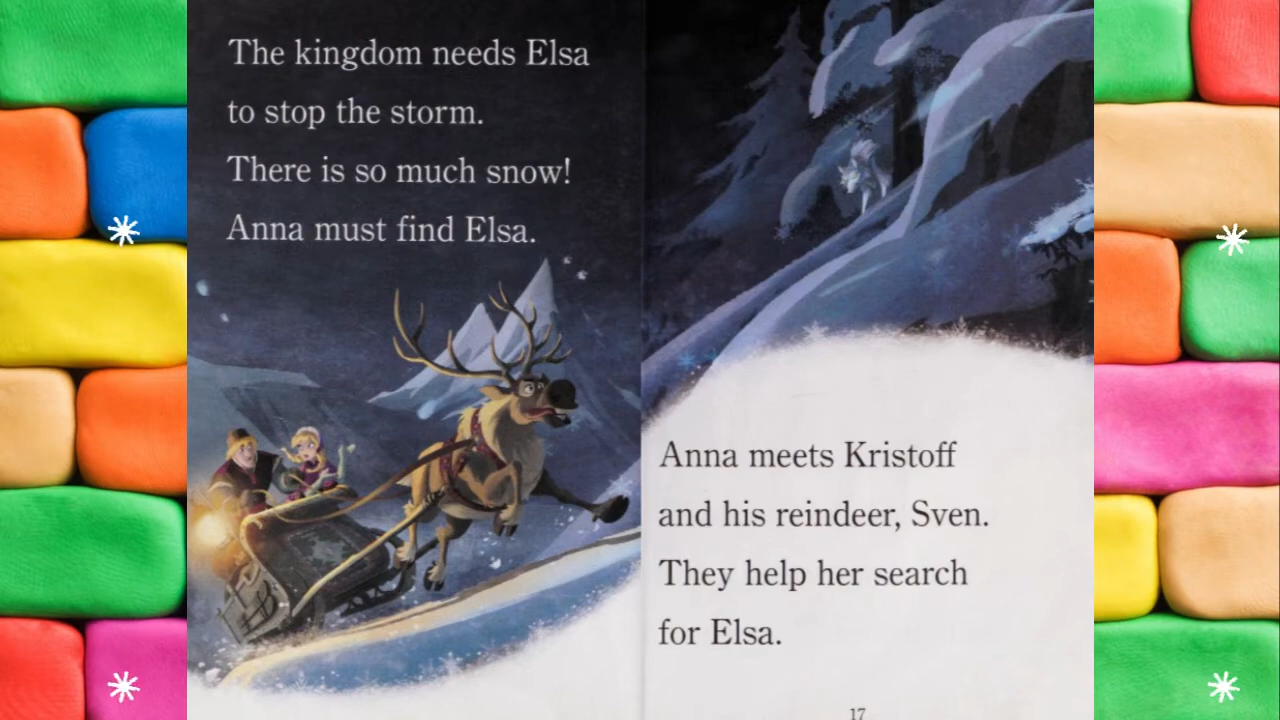 The kingdom needs Elsa
to stop the storm.
There is so much snow!
Anna must find Elsa.
Anna meets Kristoff
and his reindeer, Sven.
They help her search
for Elsa.
17